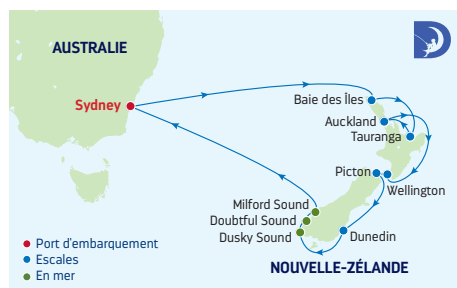 AUSTRALIE
Sydney
Baie des Îles
Auckland
Tauranga
Picton
Wellington
Milford Sound
Doubtful Sound
Dusky Sound
Dunedin
NOUVELLE-ZÉLANDE
Port d'embarquement
Escales
En mer